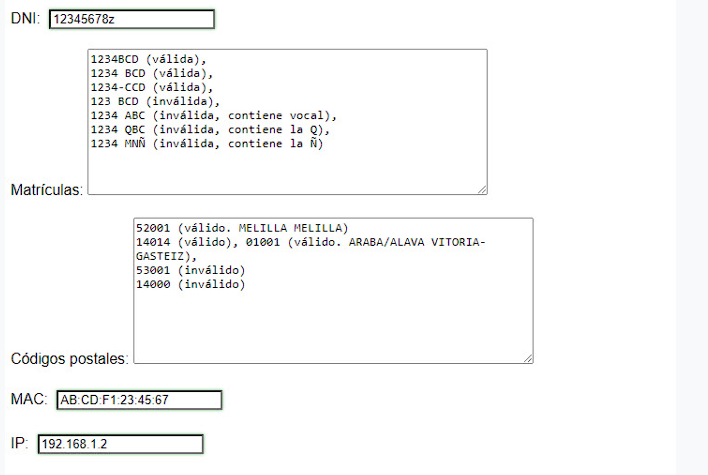 DNI: 12345678z
1234BCD (válida),
1234 BCD (válida),
1234-CCD (válida),
123 BCD (inválida),
1234 ABC (inválida, contiene vocal),
1234 QBC (inválida, contiene la Q),
1234 MNÑ (inválida, contiene la Ñ)
Matrículas:
52001 (válido. MELILLA MELILLA)
14014 (válido), 01001 (válido. ARABA/ALAVA VITORIA-
GASTEIZ),
53001 (inválido)
14000 (inválido)
Códigos postales:
MAC: AB:CD:F1:23:45:67
IP: 192.168.1.2